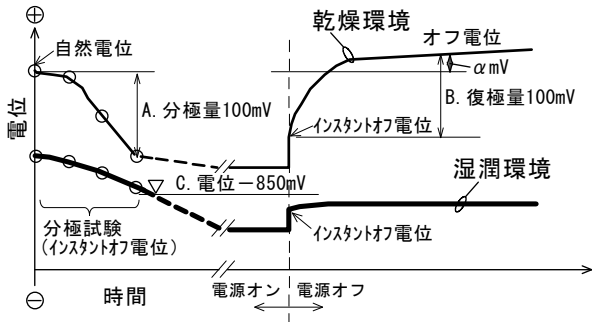 ⊕
乾燥環境
自然電位
オフ電位
αmV
A. 分極量100mV
B. 復極量100mV
電位
インスタントオフ電位
C. 電位－850mV
湿潤環境
分極試験
(インスタントオフ電位)
インスタントオフ電位
⊖
時間
電源オン
電源オフ